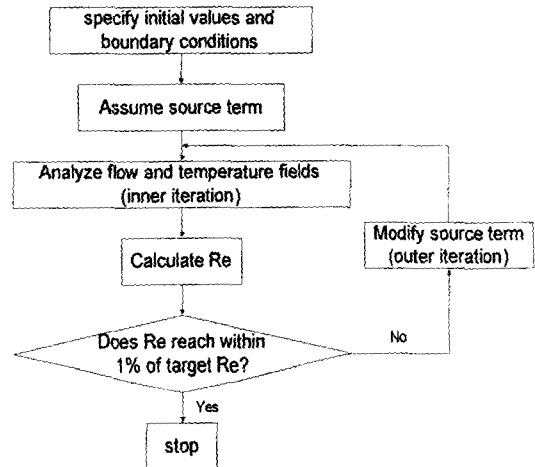 specify initial values and
boundary conditions
Assume source term
Analyze flow and temperature fields
(inner iteration)
Modify source term
(outer iteration)
Calculate Re
Does Re reach within
1% of target Re?
No
Yes
stop